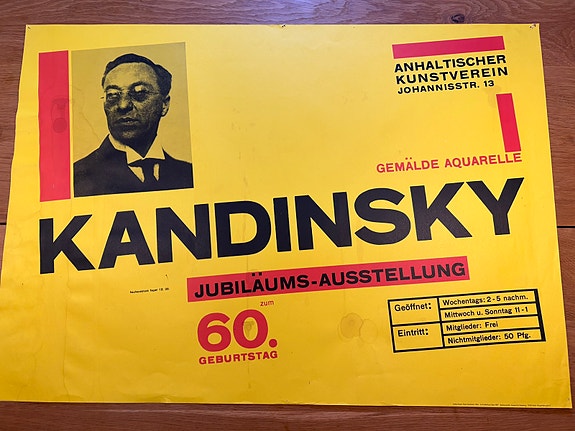 ANHALTISCHER
KUNSTVEREIN
JOHANNISSTR. 13
GEMÄLDE AQUARELLE
KANDINSKY
JUBILÄUMS-AUSSTELLUNG
zum
60.
GEBURTSTAG
Geöffnet:
Wochentags: 2-5 nachm.
Mittwoch u. Sonntag 11-1
Eintritt:
Mitglieder: Frei
Nichtmitglieder: 50 Pfg.